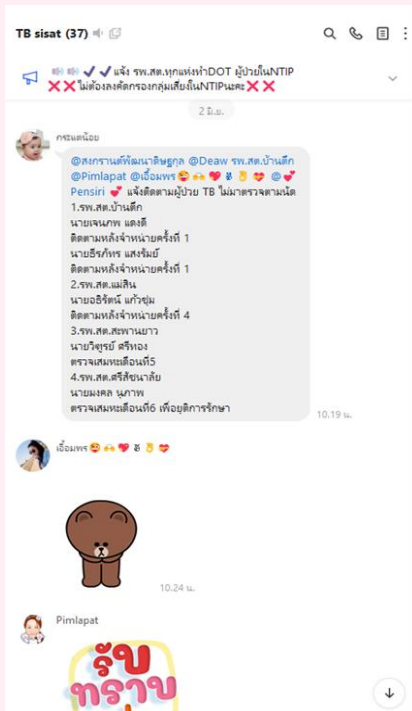 TB sisat (37)
แจ้ง รพ.สต.ทุกแห่งทำDOT ผู้ป่วยในNTIP
❌❌ไม่ต้องลงคัดกรองกลุ่มเสี่ยงในNTIPนะคะ❌❌
2 มิ.ย.
กระแตน้อย
@สงกรานต์พัฒนาดิษฐกุล @Deaw รพ.สต.บ้านตึก
@Pimlapat @เอื้อมพร @
Pensiri 💕 แจ้งติดตามผู้ป่วย TB ไม่มาตรวจตามนัด
1.รพ.สต.บ้านตึก
นายเจนภพ แดงดี
ติดตามหลังจำหน่ายครั้งที่ 1
นายธีรภัทร แสงรัมย์
ติดตามหลังจำหน่ายครั้งที่ 1
2.รพ.สต.แม่สิน
นายอธิรัตน์ แก้วชุ่ม
ติดตามหลังจำหน่ายครั้งที่ 4
3.รพ.สต.สะพานยาว
นายวิฑูรย์ ศรีทอง
ตรวจเสมหะเดือนที่5
4.รพ.สต.ศรีสัชนาลัย
นายมงคล นุภาพ
ตรวจเสมหะเดือนที่6 เพื่อยุติการรักษา
10.19 น.
เอื้อมพร
10.24 น.
Pimlapat
รับ
ทราบ